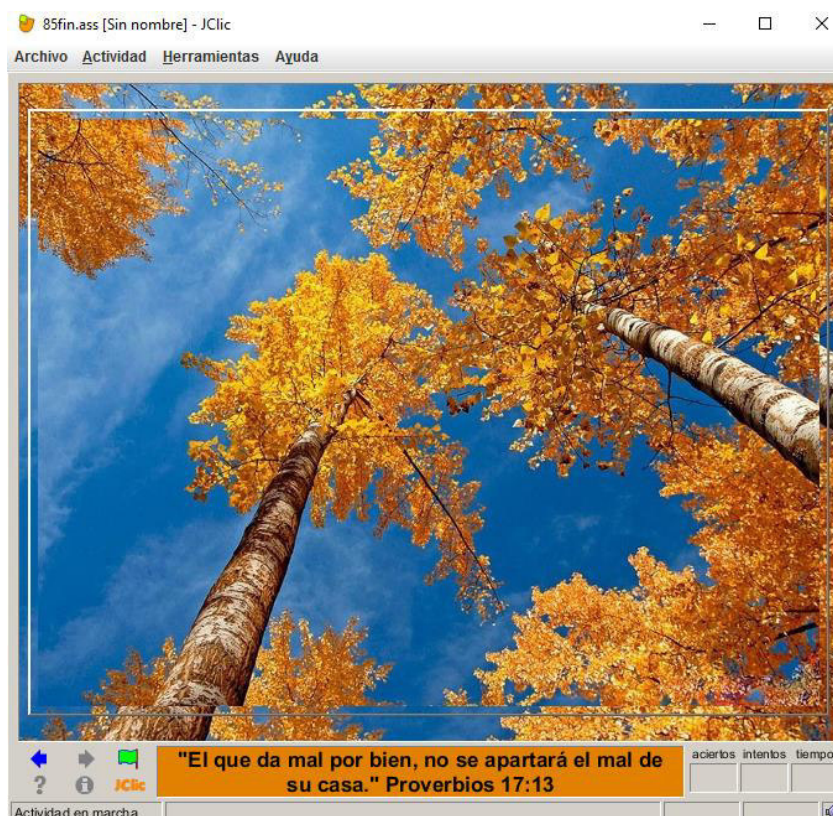 85fin.ass [Sin nombre] - JClic
Archivo Actividad Herramientas Ayuda
"El que da mal por bien, no se apartará el mal de
su casa." Proverbios 17:13
aciertos intentos tiempo
JClic
Actividad en marcha